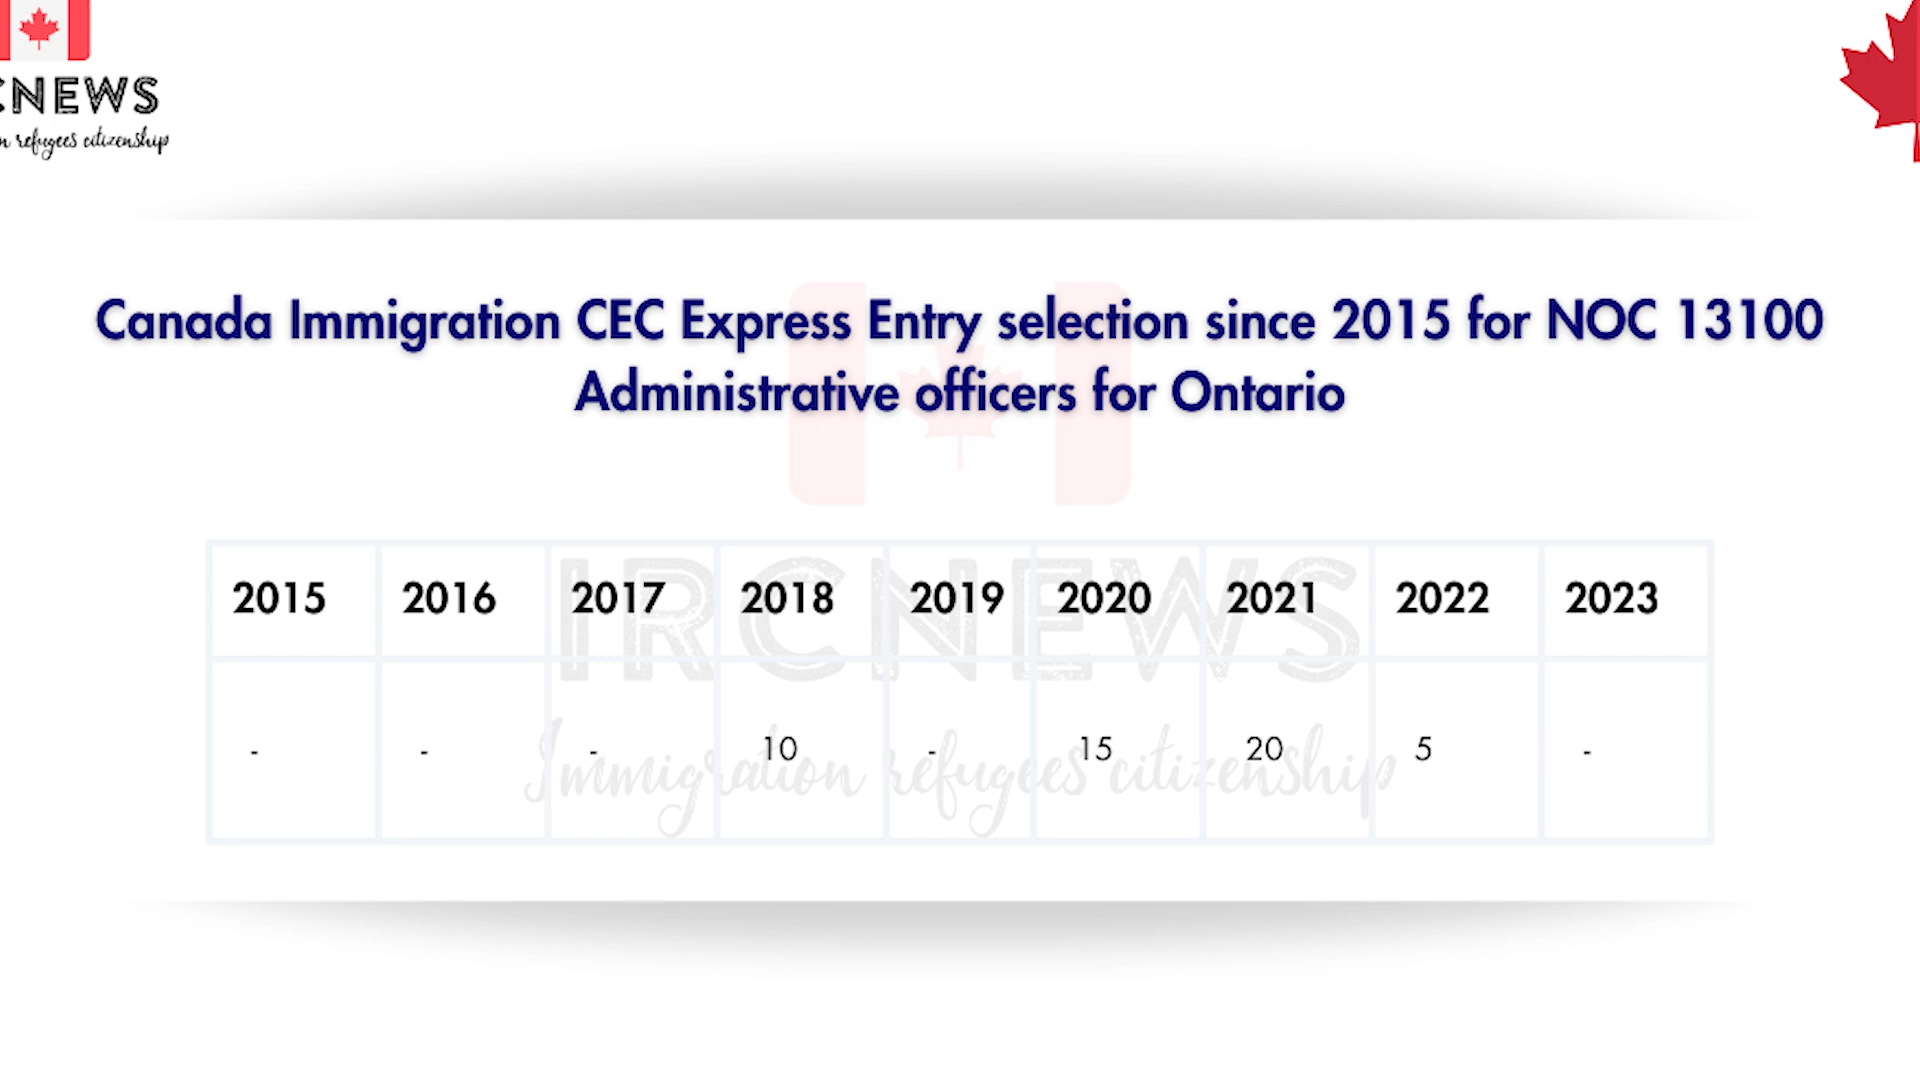 CNEWS
n refugees citizenship
Canada Immigration CEC Express Entry selection since 2015 for NOC 13100
Administrative officers for Ontario
2015 2016 2017 2018 2019 2020 2021 2022 2023
- - - 10 - 15 20 5 -
IRCNEWS
Immigration refugees citizenship